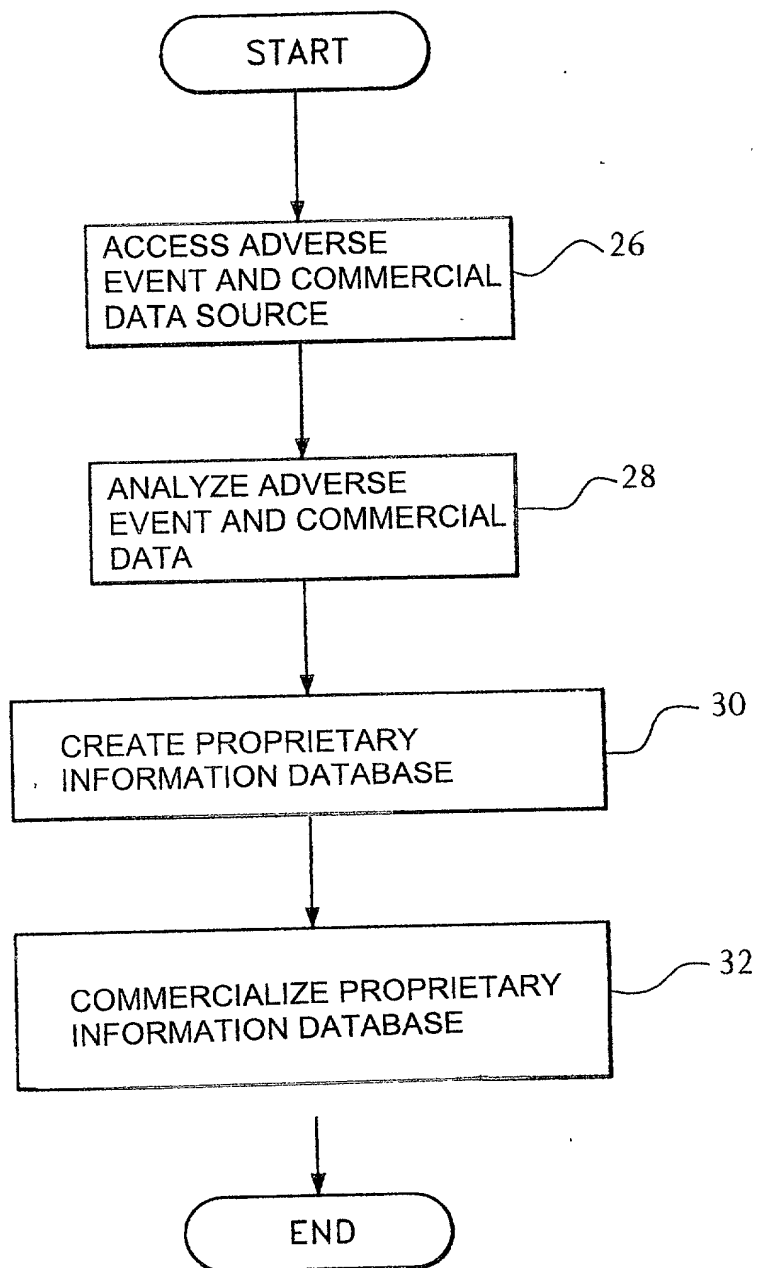 START
ACCESS ADVERSE
EVENT AND COMMERCIAL
DATA SOURCE
26
ANALYZE ADVERSE
EVENT AND COMMERCIAL
DATA
28
CREATE PROPRIETARY
INFORMATION DATABASE
30
COMMERCIALIZE PROPRIETARY
INFORMATION DATABASE
32
END